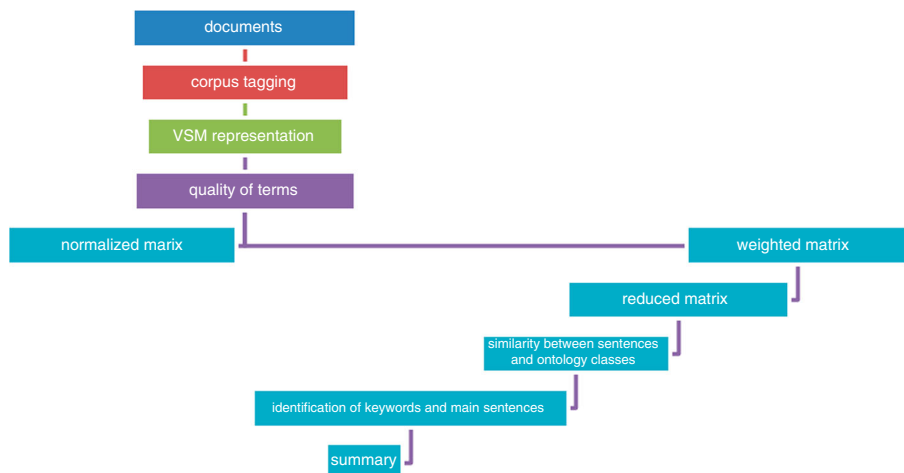 documents
corpus tagging
VSM representation
quality of terms
normalized marix
weighted matrix
reduced matrix
similarity between sentences
and ontology classes
identification of keywords and main sentences
summary